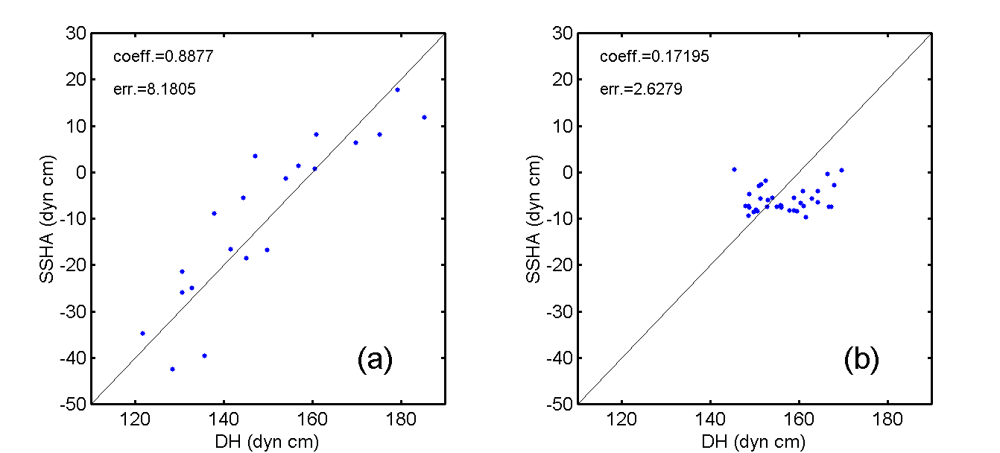 coeff.=0.8877
err.=8.1805
30
20
10
0
-10
-20
-30
-40
-50
SSHA (dyn cm)
120 140 160 180
DH (dyn cm)
(a)
coeff.=0.17195
err.=2.6279
30
20
10
0
-10
-20
-30
-40
-50
SSHA (dyn cm)
120 140 160 180
DH (dyn cm)
(b)